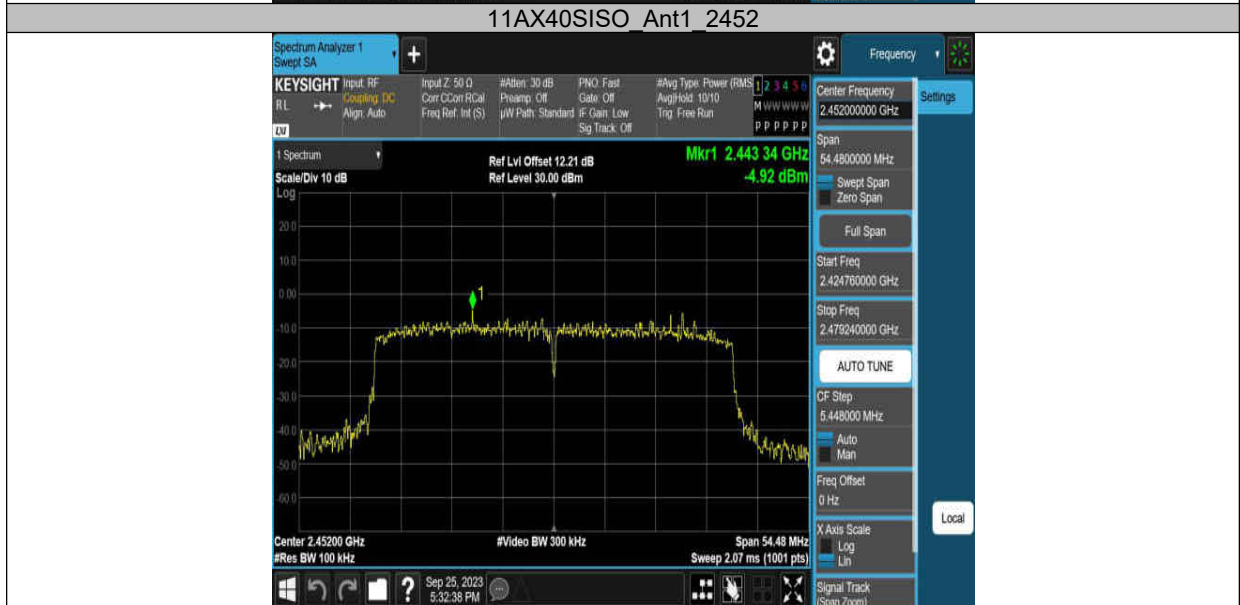 11AX40SISO_Ant1_2452
Spectrum Analyzer 1
Swept SA
Frequency
KEYSIGHT
RL
LXI
Input: RF
Coupling: DC
Align: Auto
Input Z: 50 Ω
Corr CCorr RCal
Freq Ref: Int (S)
#Atten: 30 dB
Preamp: Off
µW Path: Standard
PNO: Fast
Gate: Off
IF Gain: Low
Sig Track: Off
#Avg Type: Power (RMS
Avg|Hold: 10/10
Trig: Free Run
1 2 3 4 5 6
M W W W W W
P P P P P P
1 Spectrum
Scale/Div 10 dB
Log
Ref Lvl Offset 12.21 dB
Ref Level 30.00 dBm
Mkr1 2.443 34 GHz
-4.92 dBm
20.0
10.0
0.00
-10.0
-20.0
-30.0
-40.0
-50.0
-60.0
1
Center 2.45200 GHz
#Res BW 100 kHz
#Video BW 300 kHz
Span 54.48 MHz
Sweep 2.07 ms (1001 pts)
Sep 25, 2023
5:32:38 PM
?
Center Frequency
2.452000000 GHz
Settings
Span
54.4800000 MHz
Swept Span
Zero Span
Full Span
Start Freq
2.424760000 GHz
Stop Freq
2.479240000 GHz
AUTO TUNE
CF Step
5.448000 MHz
Auto
Man
Freq Offset
0 Hz
Local
X Axis Scale
Log
Lin
Signal Track
(Span Zoom)